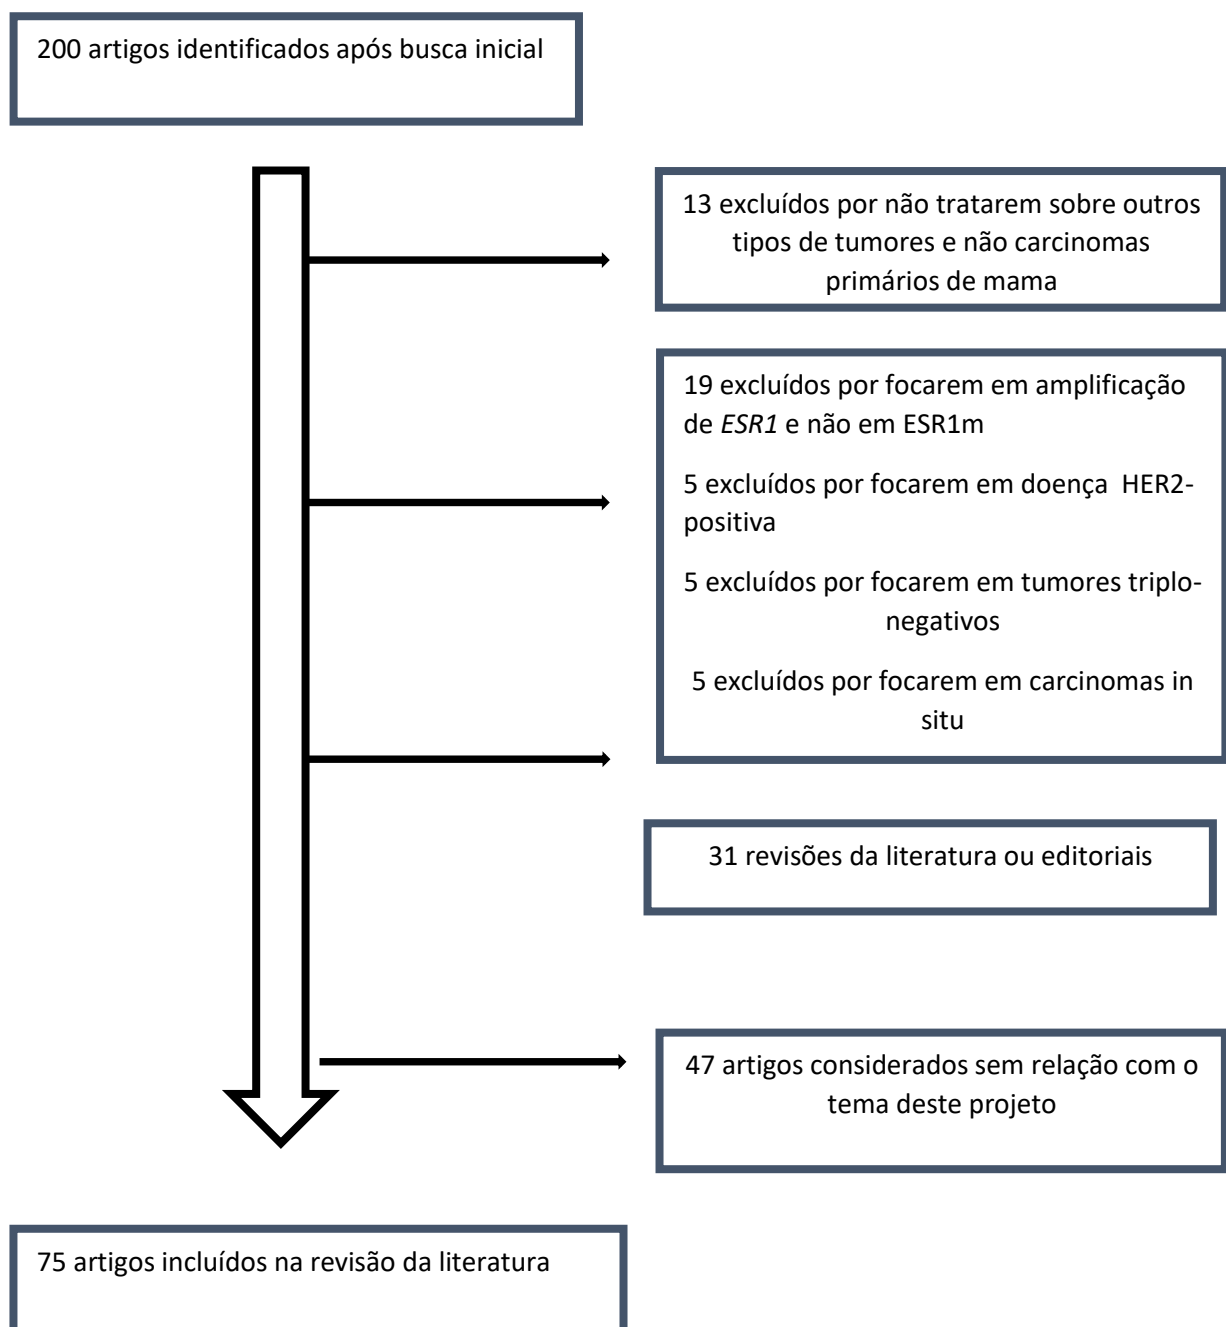 200 artigos identificados após busca inicial
13 excluídos por não tratarem sobre outros
tipos de tumores e não carcinomas
primários de mama
19 excluídos por focarem em amplificação
de ESR1 e não em ESR1m
5 excluídos por focarem em doença HER2-
positiva
5 excluídos por focarem em tumores triplo-
negativos
5 excluídos por focarem em carcinomas in
situ
31 revisões da literatura ou editoriais
47 artigos considerados sem relação com o
tema deste projeto
75 artigos incluídos na revisão da literatura